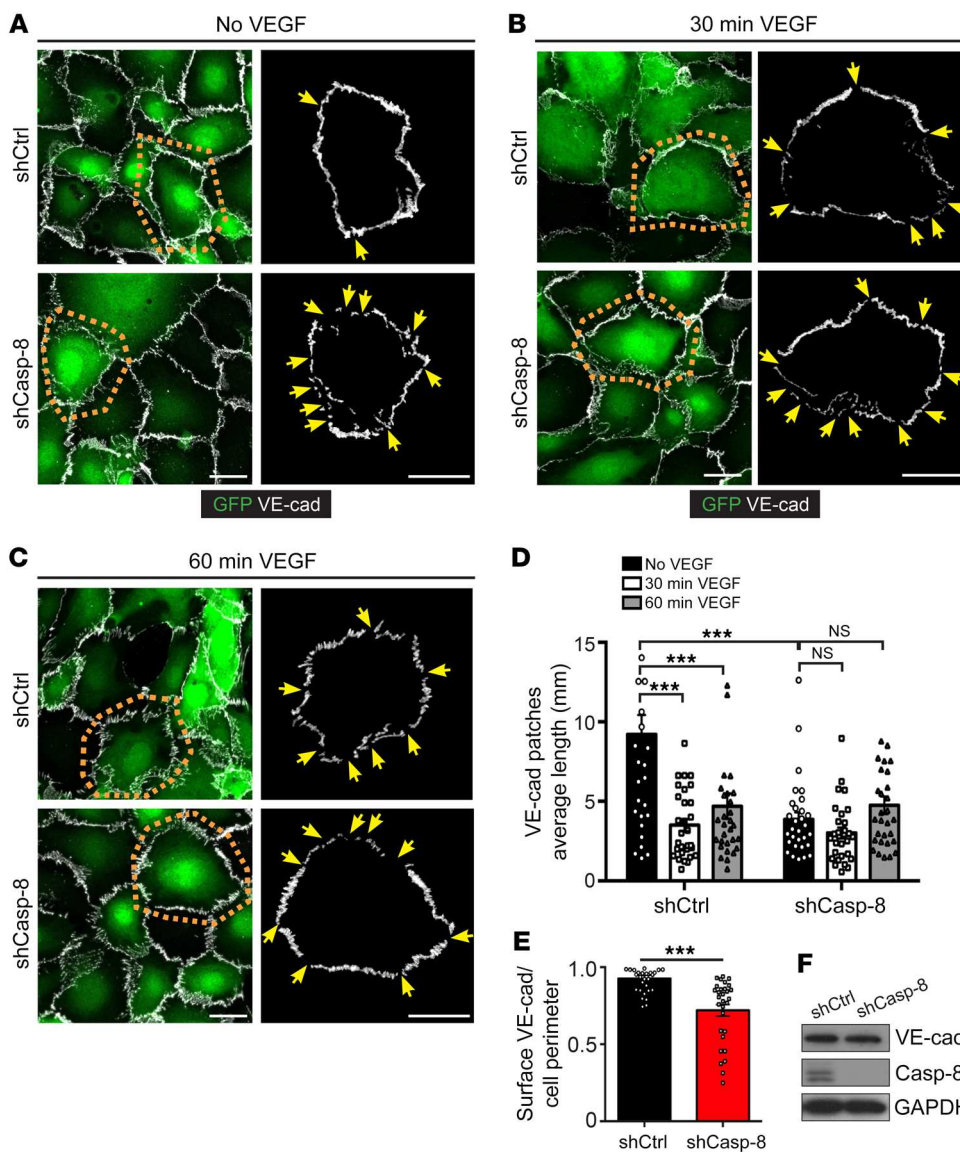 A
No VEGF
shCtrl
shCasp-8
GFP VE-cad
B
30 min VEGF
shCtrl
shCasp-8
GFP VE-cad
C
60 min VEGF
shCtrl
shCasp-8
D
No VEGF
30 min VEGF
60 min VEGF
VE-cad patches
average length (mm)
15
10
5
0
***
***
***
NS
NS
shCtrl
shCasp-8
E
Surface VE-cad/
cell perimeter
1.0
0.5
0
***
shCtrl
shCasp-8
F
shCtrl
shCasp-8
VE-cad
Casp-8
GAPDH